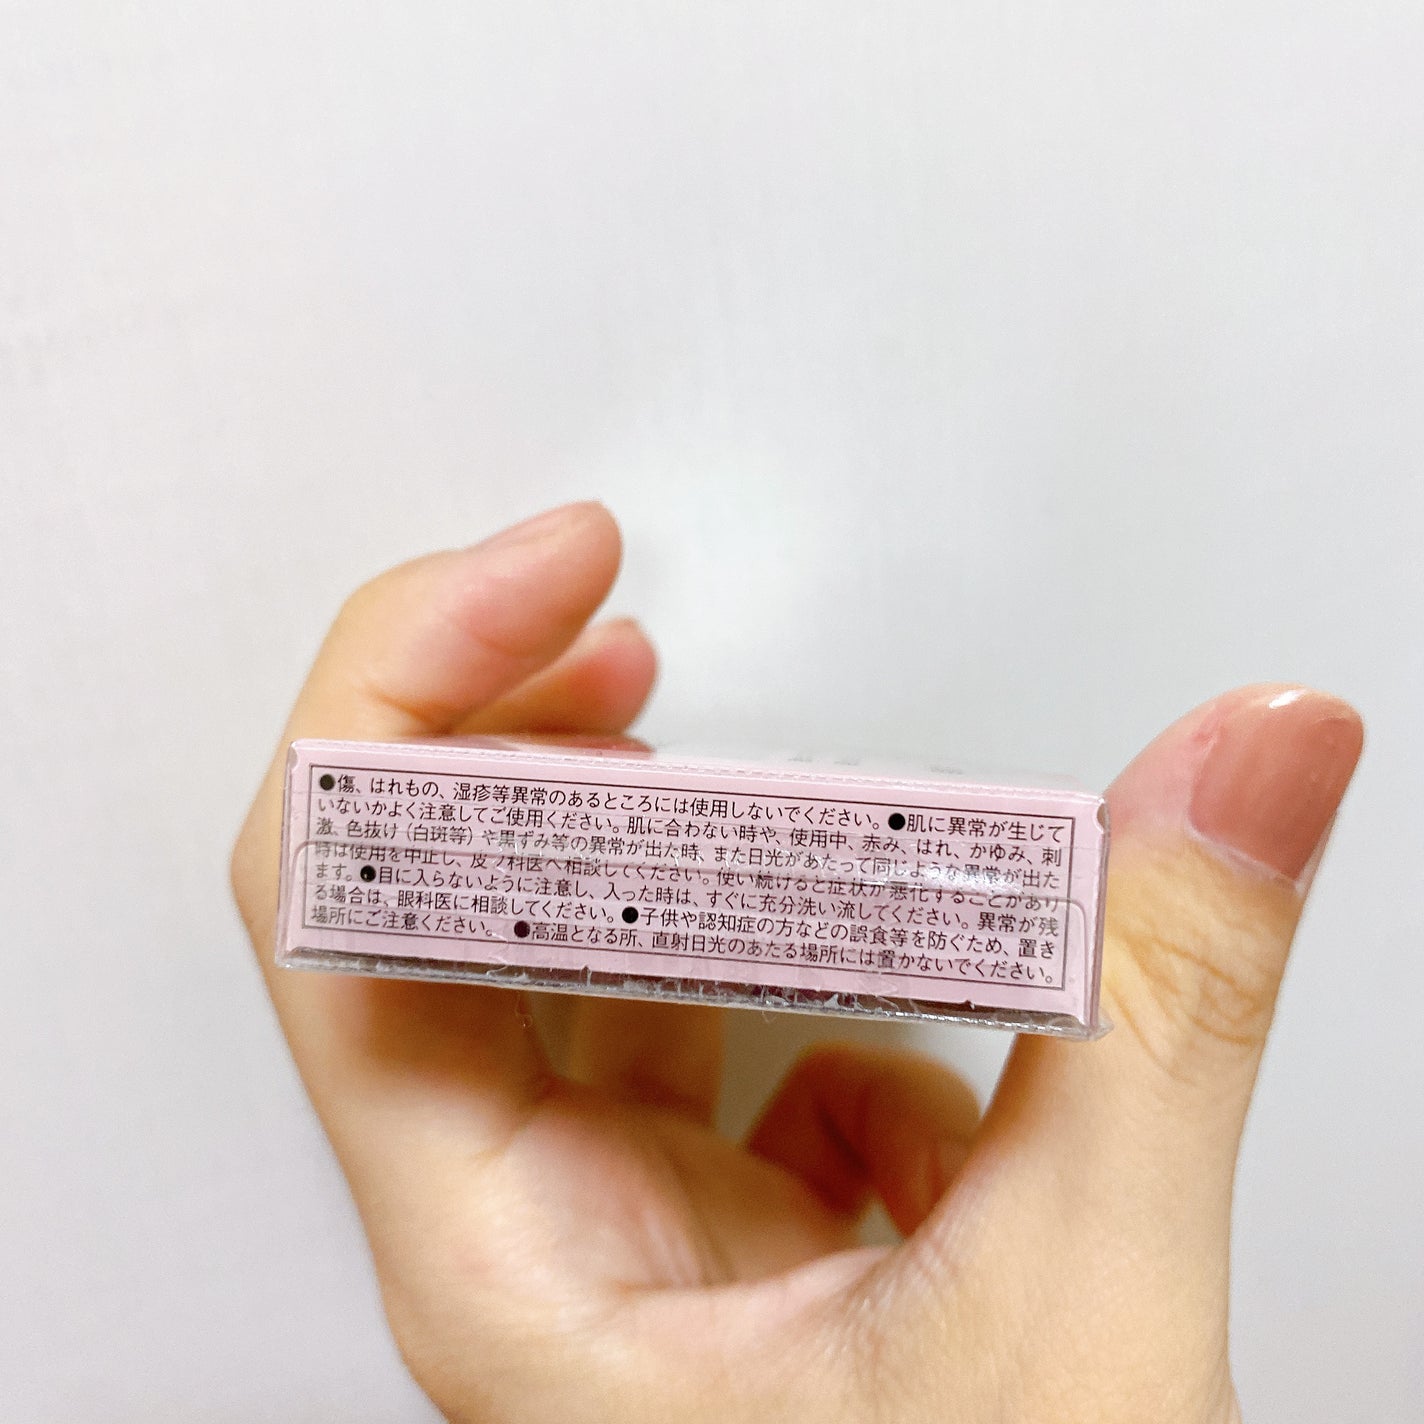 ●傷、はれもの、湿疹等異常のあるところには使用しないでください。●肌に異常が生じて
いないかよく注意してご使用ください。肌に合わない時や、使用中、赤み、はれ、かゆみ、刺
激、色抜け(白斑等)や黒ずみ等の異常が出た時、また日光があたって同じような異常が出た
時は使用を中止し、皮フ科医へ相談してください。使い続けると症状が悪化することがあり
ます。●目に入らないように注意し、入った時は、すぐに充分洗い流してください。異常が残
る場合は、眼科医に相談してください。●子供や認知症の方などの誤食等を防ぐため、置き
場所にご注意ください。●高温となる所、直射日光のあたる場所には置かないでください。